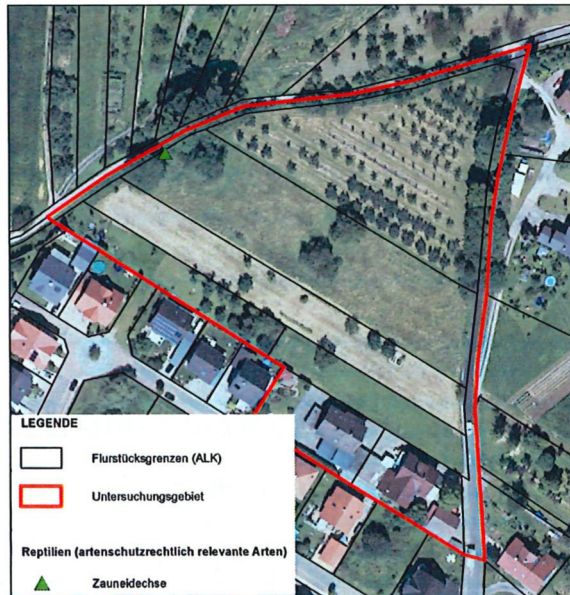 LEGENDE
Flurstücksgrenzen (ALK)
Untersuchungsgebiet
Reptilien (artenschutzrechtlich relevante Arten)
Zauneidechse